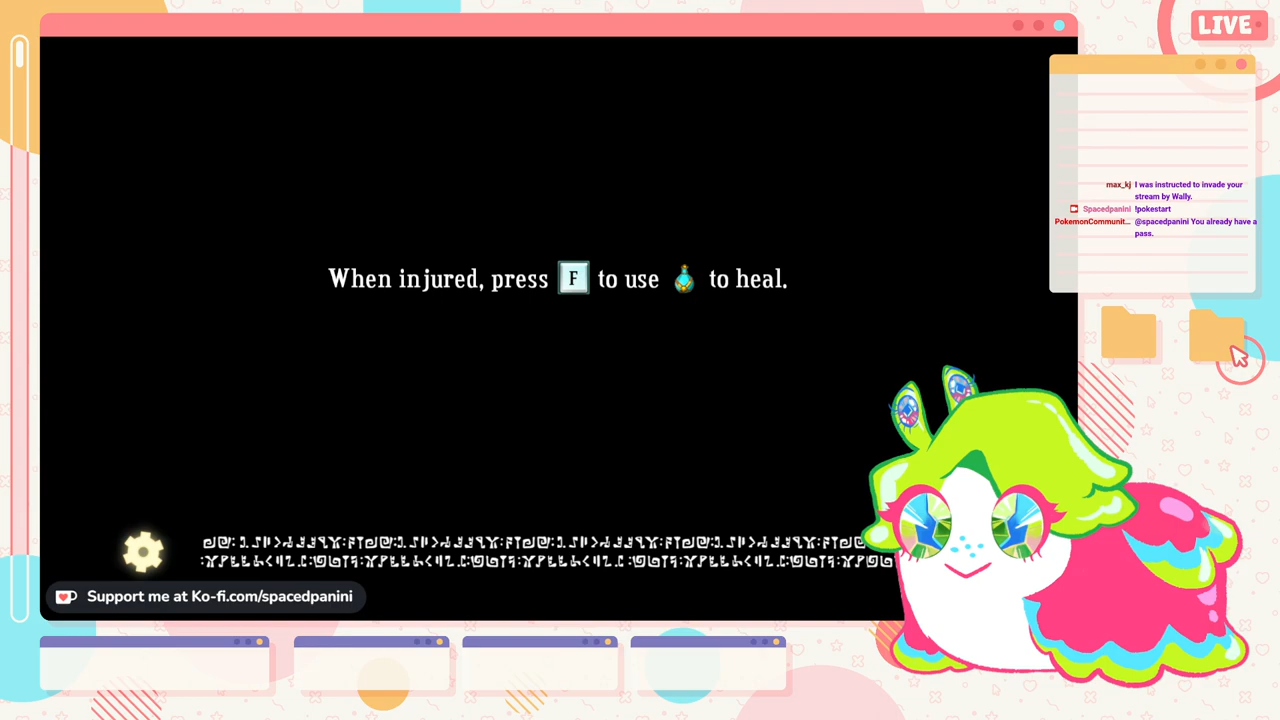 LIVE
max_kj I was instructed to invade your
stream by Wally.
Spacedpanini !pokestart
PokemonCommunit... @spacedpanini You already have a
pass.
When injured, press F to use to heal.
Support me at Ko-fi.com/spacedpanini